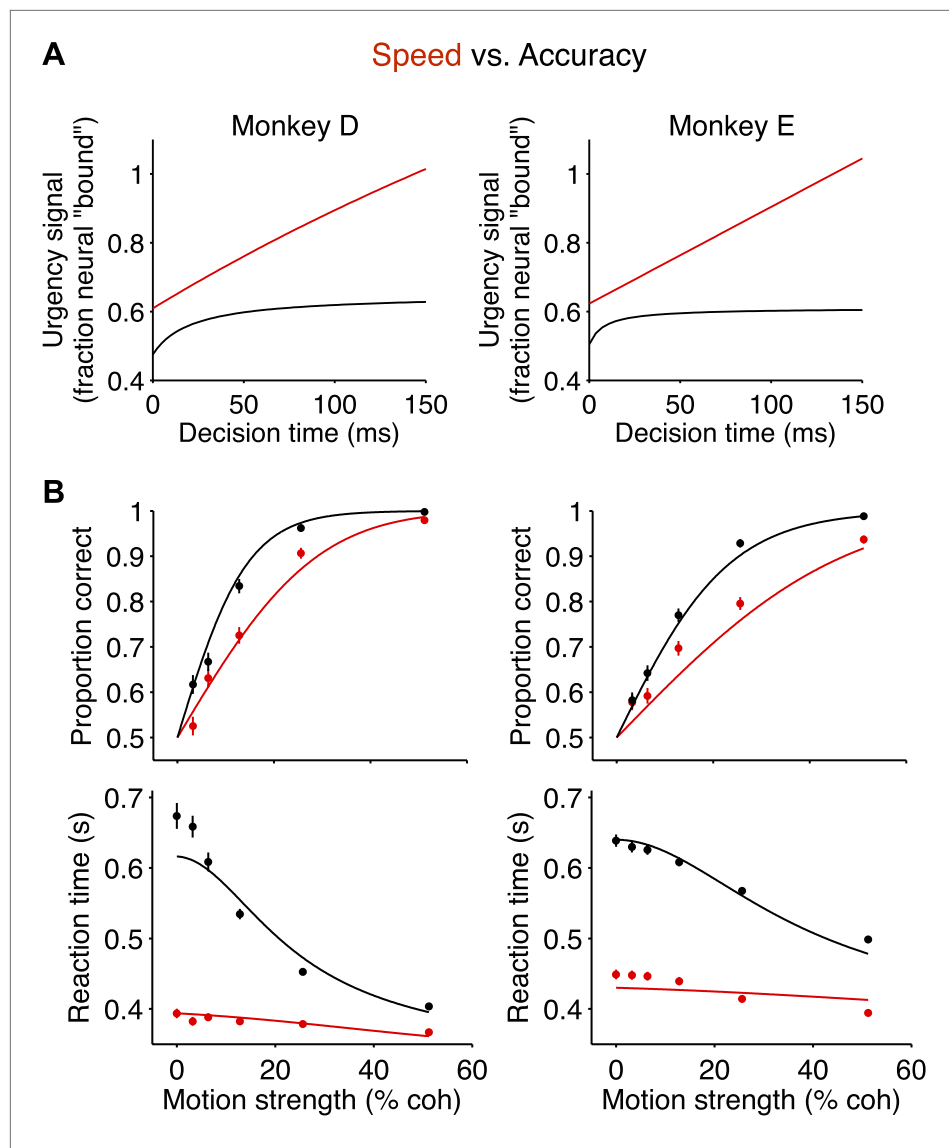 A
Speed vs. Accuracy
Monkey D
Urgency signal
(fraction neural "bound")
1
0.8
0.6
0.4
0
50
100
150
Decision time (ms)
Monkey E
Urgency signal
(fraction neural "bound")
1
0.8
0.6
0.4
0
50
100
150
Decision time (ms)
B
Proportion correct
1
0.9
0.8
0.7
0.6
0.5
Proportion correct
1
0.9
0.8
0.7
0.6
0.5
Reaction time (s)
0.7
0.6
0.5
0.4
0
20
40
60
Motion strength (% coh)
Reaction time (s)
0.7
0.6
0.5
0.4
0
20
40
60
Motion strength (% coh)